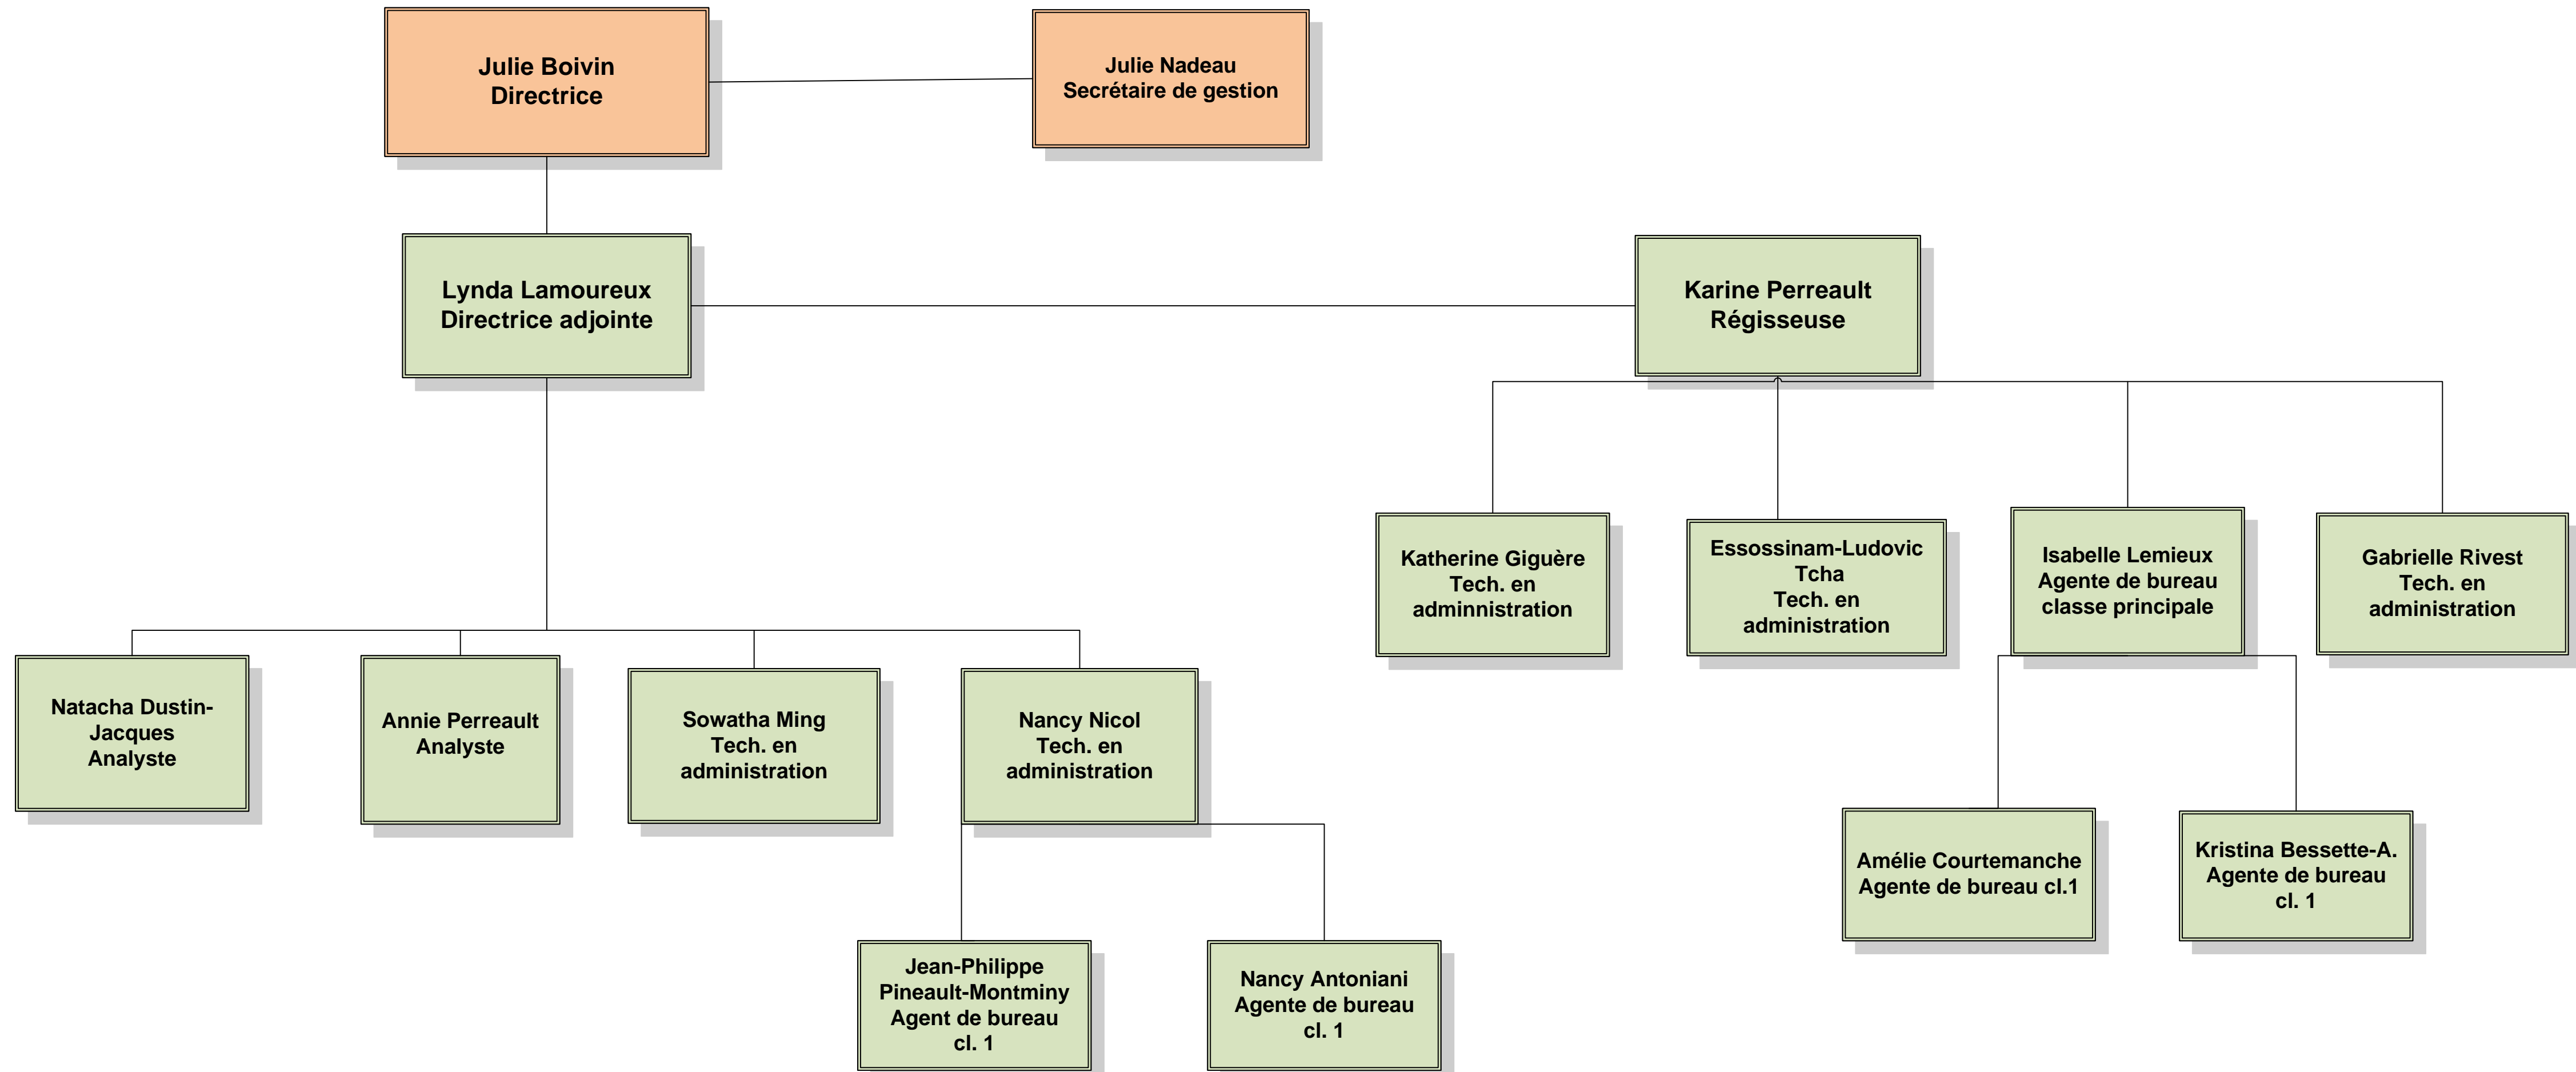 Julie Boivin
Directrice
Julie Nadeau
Secrétaire de gestion
Lynda Lamoureux
Directrice adjointe
Karine Perreault
Régisseuse
Katherine Giguère
Tech. en
adminnistration
Essossinam-Ludovic
Tcha
Tech. en
administration
Isabelle Lemieux
Agente de bureau
classe principale
Gabrielle Rivest
Tech. en
administration
Natacha Dustin-
Jacques
Analyste
Annie Perreault
Analyste
Sowatha Ming
Tech. en
administration
Nancy Nicol
Tech. en
administration
Amélie Courtemanche
Agente de bureau cl.1
Kristina Bessette-A.
Agente de bureau
cl. 1
Jean-Philippe
Pineault-Montminy
Agent de bureau
cl. 1
Nancy Antoniani
Agente de bureau
cl. 1